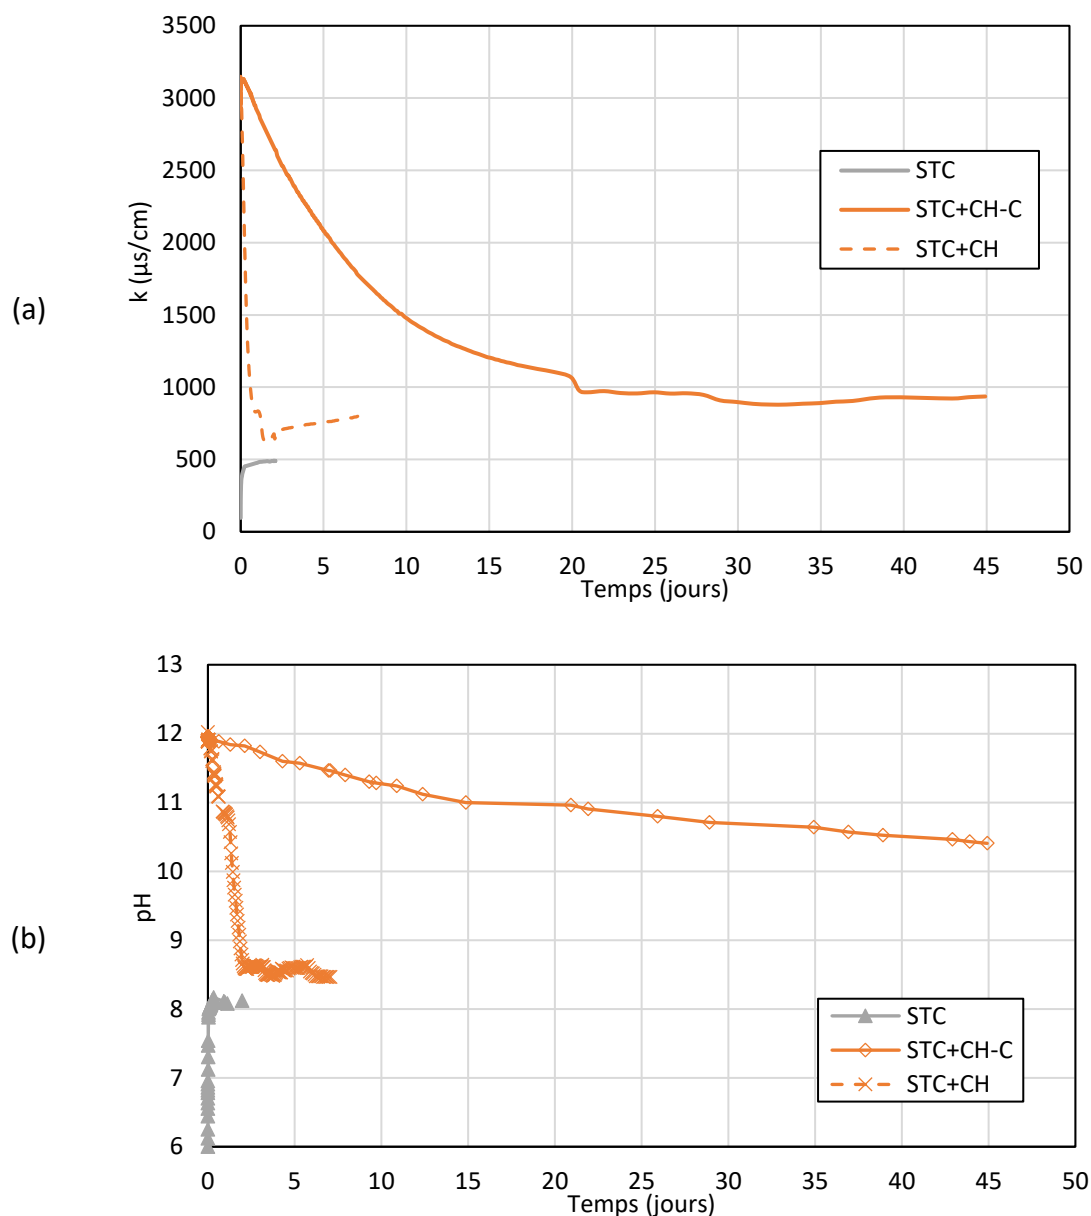 (a)
k (µs/cm)
3500
3000
2500
2000
1500
1000
500
0
STC
STC+CH-C
STC+CH
0 5 10 15 20 25 30 35 40 45 50
Temps (jours)
(b)
pH
13
12
11
10
9
8
7
6
STC
STC+CH-C
STC+CH
0 5 10 15 20 25 30 35 40 45 50
Temps (jours)